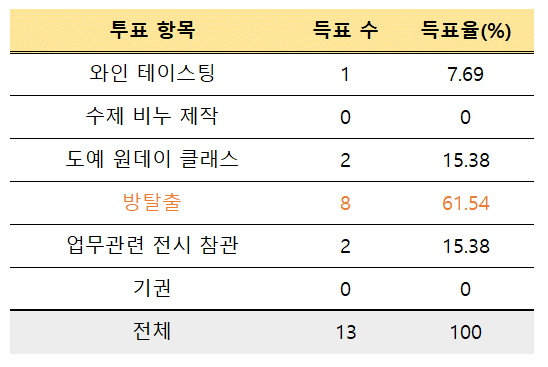 투표 항목 득표 수 득표율(%)
와인 테이스팅 1 7.69
수제 비누 제작 0 0
도예 원데이 클래스 2 15.38
방탈출 8 61.54
업무관련 전시 참관 2 15.38
기권 0 0
전체 13 100